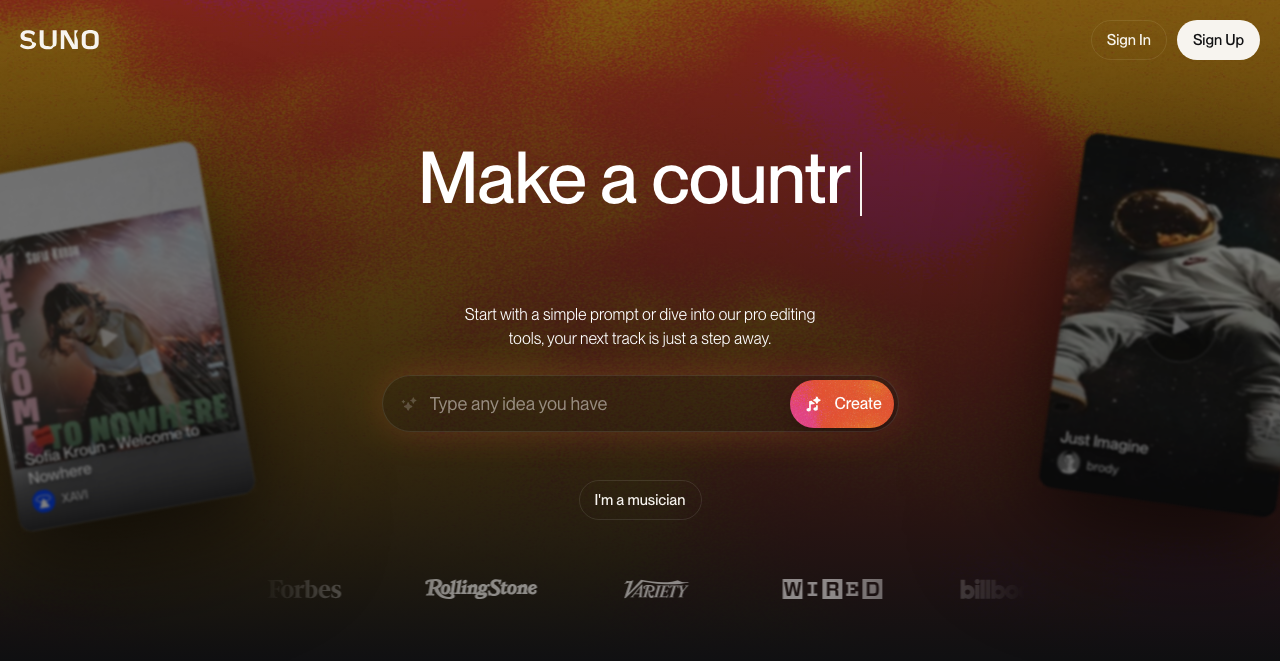 SUNO
Sign In
Sign Up
Make a countr
Start with a simple prompt or dive into our pro editing
tools, your next track is just a step away.
Type any idea you have
Create
I'm a musician
WELCOME
TO NOWHERE
Sofia Kroun - Welcome to
Nowhere
XAVI
Just Imagine
brody
Forbes
RollingStone
VARIETY
WIRED
billbo